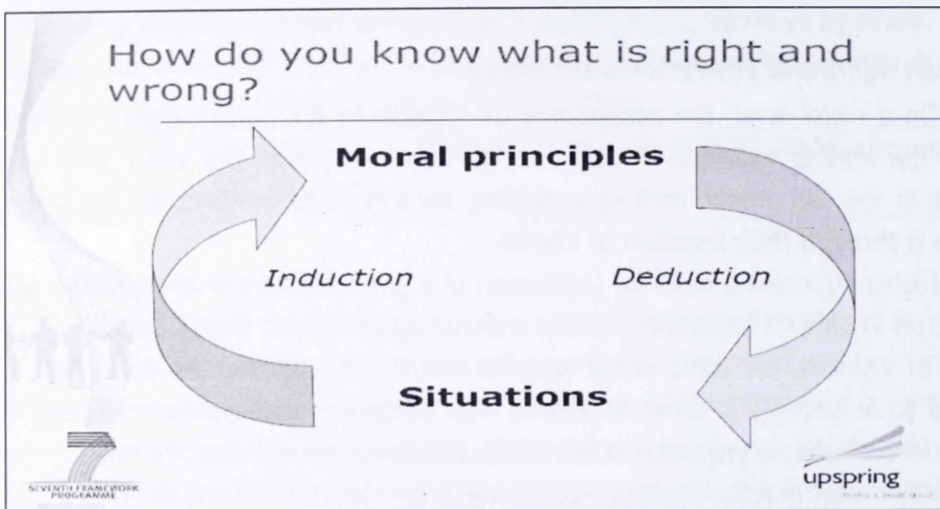 How do you know what is right and
wrong?
Moral principles
Induction
Deduction
Situations
SEVENTH FRAMEWORK
PROGRAMME
upspring